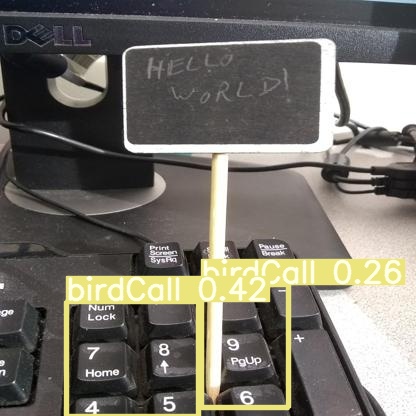 DELL
HELLO
WORLD!
Print
Screen
SysRq
Pause
Break
birdCall 0.26
birdCall 0.42
Num
Lock
7
Home
8
↑
9
PgUp
+
4
5
6